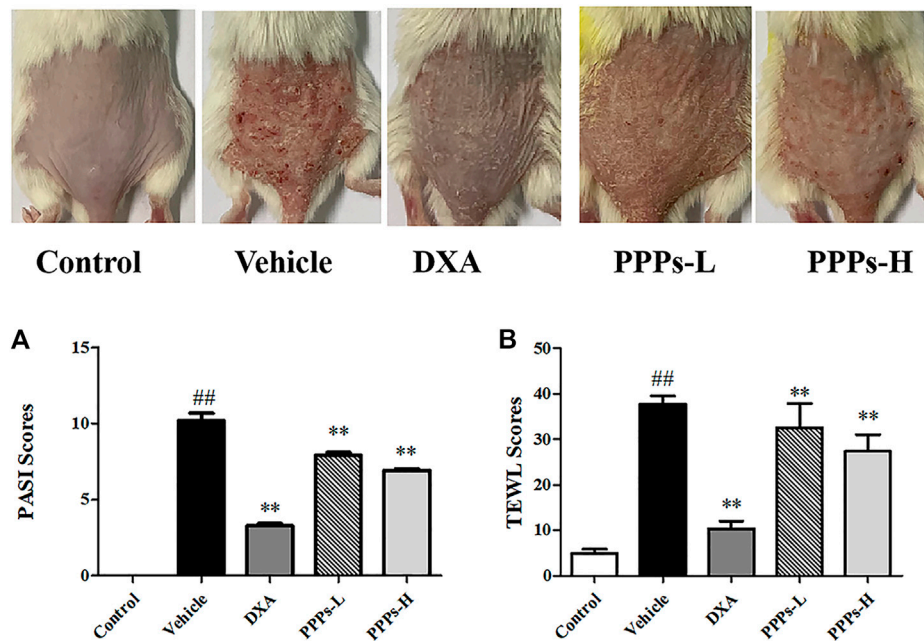 Control Vehicle DXA PPPs-L PPPs-H
A
PASI Scores
15
10
5
0
##
**
**
**
Control Vehicle DXA PPPs-L PPPs-H
B
TEWL Scores
50
40
30
20
10
0
##
**
**
**
Control Vehicle DXA PPPs-L PPPs-H